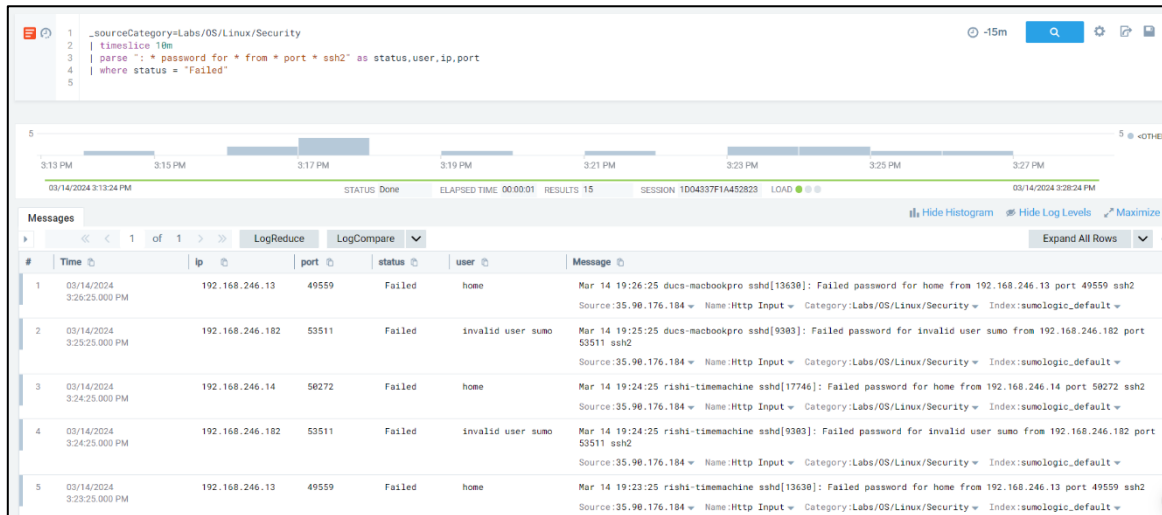 1 _sourceCategory=Labs/OS/Linux/Security
2 | timeslice 10m
3 | parse ": * password for * from * port * ssh2" as status,user,ip,port
4 | where status = "Failed"
5
-15m
5
5 <OTHE
3:13 PM 3:15 PM 3:17 PM 3:19 PM 3:21 PM 3:23 PM 3:25 PM 3:27 PM
03/14/2024 3:13:24 PM STATUS Done ELAPSED TIME 00:00:01 RESULTS 15 SESSION 1D04337F1A452823 LOAD 03/14/2024 3:28:24 PM
Messages Hide Histogram Hide Log Levels Maximize
1 of 1 LogReduce LogCompare Expand All Rows
# Time ip port status user Message
1 03/14/2024 192.168.246.13 49559 Failed home Mar 14 19:26:25 ducs-macbookpro sshd[13630]: Failed password for home from 192.168.246.13 port 49559 ssh2
3:26:25.000 PM Source:35.90.176.184 Name:Http Input Category:Labs/OS/Linux/Security Index:sumologic_default
2 03/14/2024 192.168.246.182 53511 Failed invalid user sumo Mar 14 19:25:25 ducs-macbookpro sshd[9303]: Failed password for invalid user sumo from 192.168.246.182 port
3:25:25.000 PM 53511 ssh2
Source:35.90.176.184 Name:Http Input Category:Labs/OS/Linux/Security Index:sumologic_default
3 03/14/2024 192.168.246.14 50272 Failed home Mar 14 19:24:25 rishi-timemachine sshd[17746]: Failed password for home from 192.168.246.14 port 50272 ssh2
3:24:25.000 PM Source:35.90.176.184 Name:Http Input Category:Labs/OS/Linux/Security Index:sumologic_default
4 03/14/2024 192.168.246.182 53511 Failed invalid user sumo Mar 14 19:24:25 rishi-timemachine sshd[9303]: Failed password for invalid user sumo from 192.168.246.182 port
3:24:25.000 PM 53511 ssh2
Source:35.90.176.184 Name:Http Input Category:Labs/OS/Linux/Security Index:sumologic_default
5 03/14/2024 192.168.246.13 49559 Failed home Mar 14 19:23:25 rishi-timemachine sshd[13630]: Failed password for home from 192.168.246.13 port 49559 ssh2
3:23:25.000 PM Source:35.90.176.184 Name:Http Input Category:Labs/OS/Linux/Security Index:sumologic_default